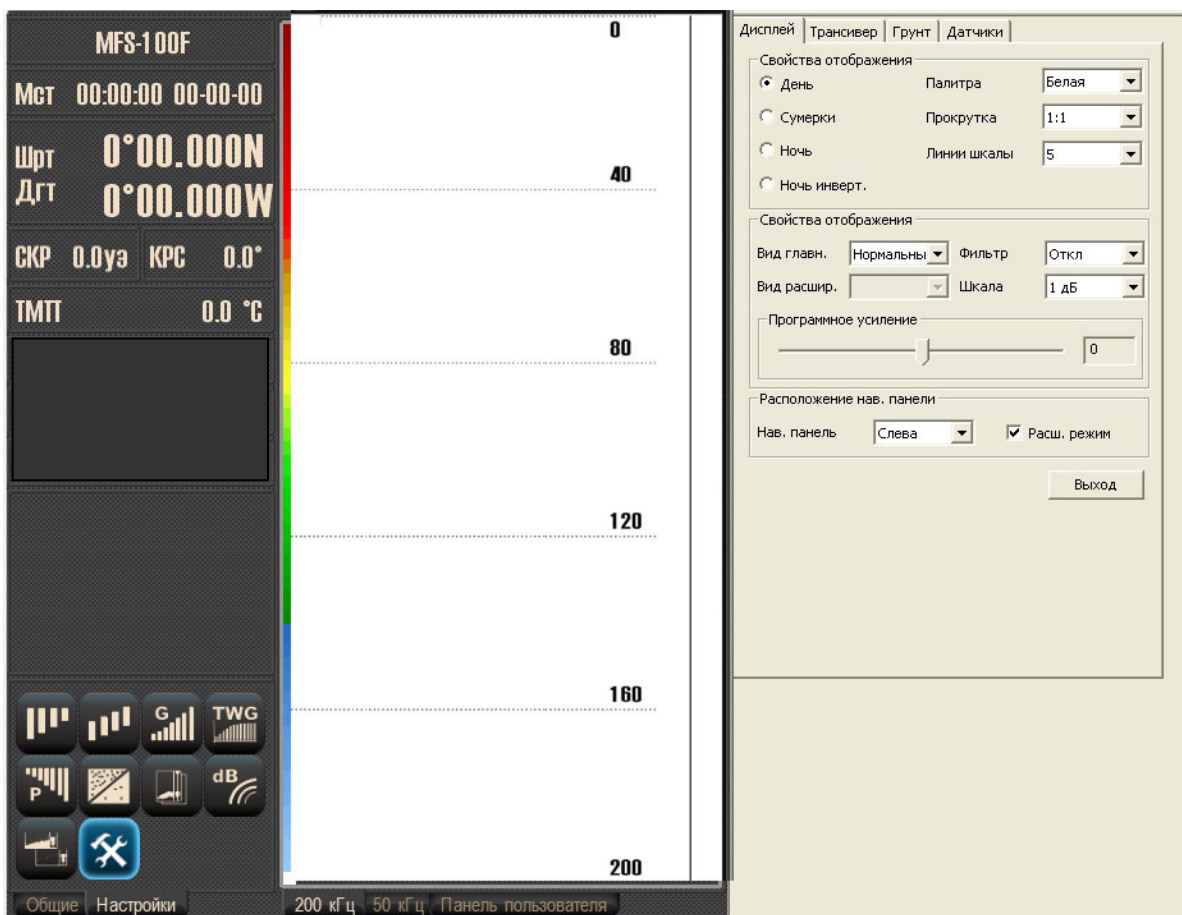 MFS-100F
Мст 00:00:00 00-00-00
Шрт 0°00.000N
Дгт 0°00.000W
СКР 0.0уэ КРС 0.0°
ТМТП 0.0 °C
G
TWG
P
dB
Общие Настройки
0
40
80
120
160
200
200 кГц 50 кГц Панель пользователя
Дисплей Трансивер Грунт Датчики
Свойства отображения
День Палитра Белая
Сумерки Прокрутка 1:1
Ночь Линии шкалы 5
Ночь инверт.
Свойства отображения
Вид главн. Нормальны Фильтр Откл
Вид расшир. Шкала 1 дБ
Программное усиление
0
Расположение нав. панели
Нав. панель Слева Расш. режим
Выход